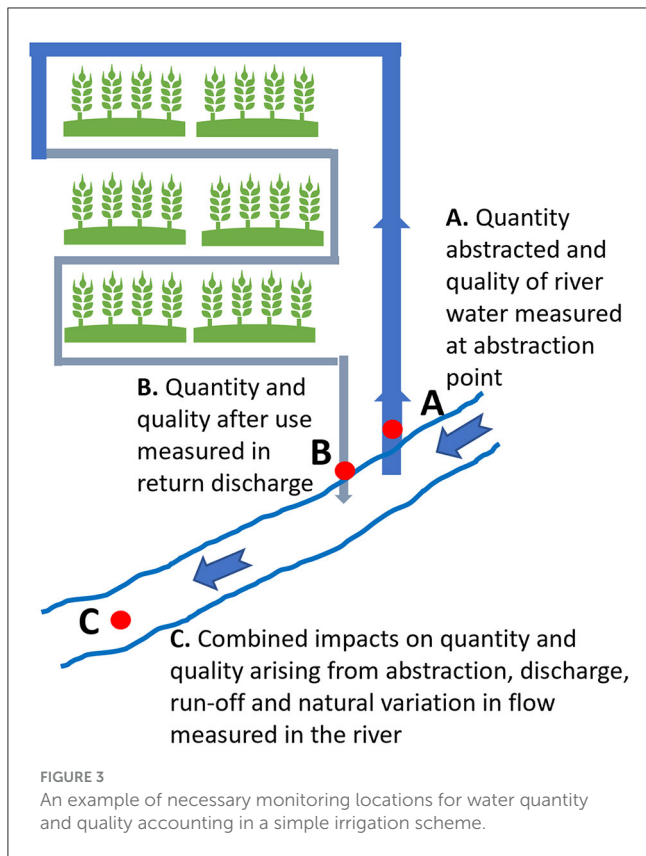 A. Quantity
abstracted and
quality of river
water measured
at abstraction
point
A
B. Quantity and
quality after use
measured in
return discharge
B
C
C. Combined impacts on quantity and
quality arising from abstraction, discharge,
run-off and natural variation in flow
measured in the river
FIGURE 3
An example of necessary monitoring locations for water quantity
and quality accounting in a simple irrigation scheme.